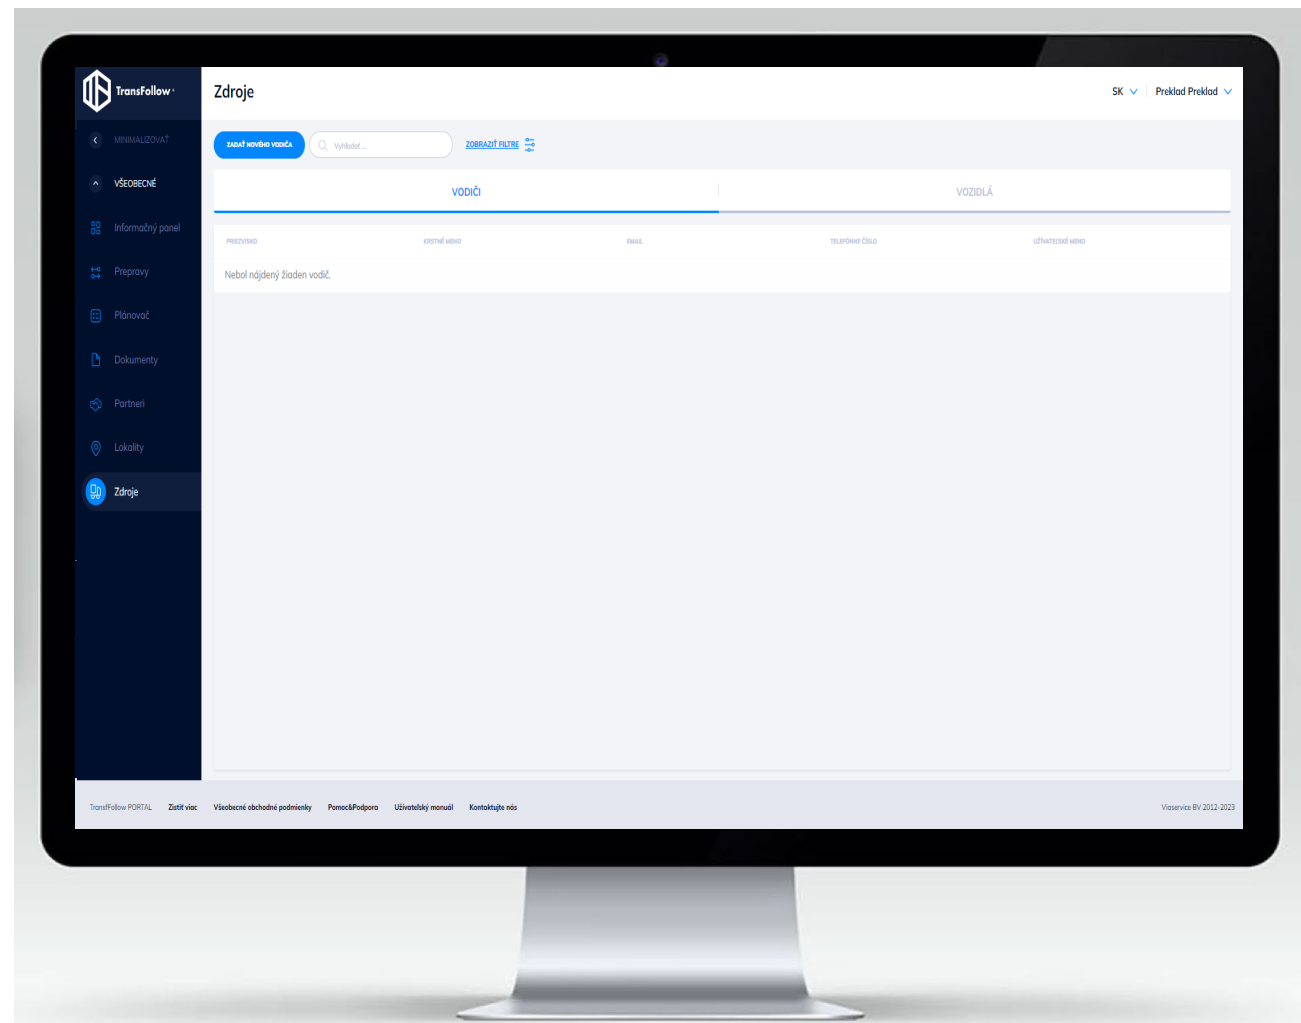 TransFollow
Zdroje
SK
Preklad Preklad
MINIMALIZOVAŤ
ZADAŤ NOVÉHO VODIČA
Vyhľadať ...
ZOBRAZIŤ FILTRE
VŠEOBECNÉ
VODIČI
VOZIDLÁ
Informačný panel
PRIEZVISKO
KRSTNÉ MENO
EMAIL
TELEFÓNNE ČÍSLO
UŽÍVATEĽSKÉ MENO
Nebol nájdený žiaden vodič.
Prepravy
Plánovač
Dokumenty
Partneri
Lokality
Zdroje
TransFollow PORTAL
Zistiť viac
Všeobecné obchodné podmienky
Pomoc&Podpora
Užívatelský manuál
Kontaktujte nás
Viaservice BV 2012-2023